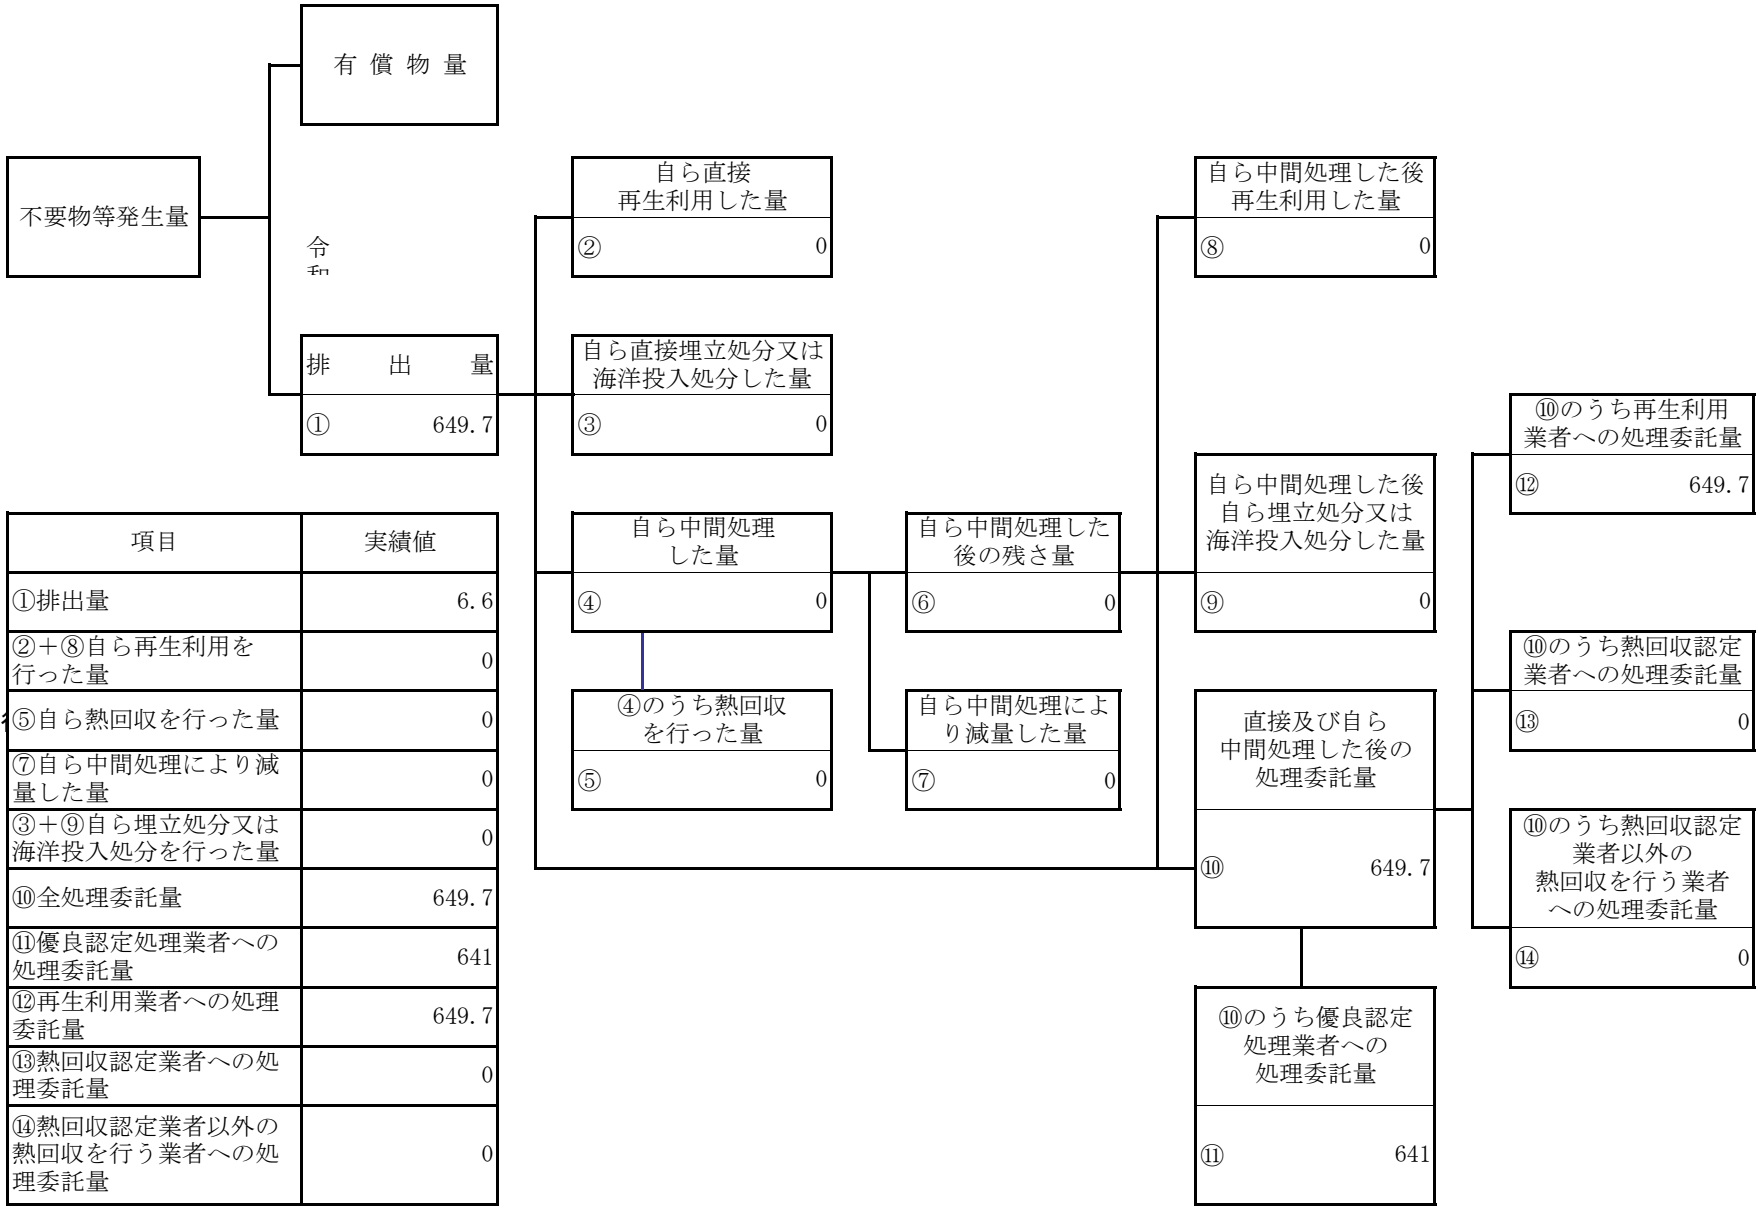 有償物量
不要物等発生量
令
和
排出量
① 649.7
自ら直接
再生利用した量
② 0
自ら直接埋立処分又は
海洋投入処分した量
③ 0
自ら中間処理
した量
④ 0
④のうち熱回収
を行った量
⑤ 0
自ら中間処理した
後の残さ量
⑥ 0
自ら中間処理によ
り減量した量
⑦ 0
自ら中間処理した後
再生利用した量
⑧ 0
自ら中間処理した後
自ら埋立処分又は
海洋投入処分した量
⑨ 0
直接及び自ら
中間処理した後の
処理委託量
⑩ 649.7
⑩のうち優良認定
処理業者への
処理委託量
⑪ 641
⑩のうち再生利用
業者への処理委託量
⑫ 649.7
⑩のうち熱回収認定
業者への処理委託量
⑬ 0
⑩のうち熱回収認定
業者以外の
熱回収を行う業者
への処理委託量
⑭ 0
項目 実績値
①排出量 6.6
②+⑧自ら再生利用を
行った量 0
⑤自ら熱回収を行った量 0
⑦自ら中間処理により減
量した量 0
③+⑨自ら埋立処分又は
海洋投入処分を行った量 0
⑩全処理委託量 649.7
⑪優良認定処理業者への
処理委託量 641
⑫再生利用業者への処理
委託量 649.7
⑬熱回収認定業者への処
理委託量 0
⑭熱回収認定業者以外の
熱回収を行う業者への処
理委託量 0